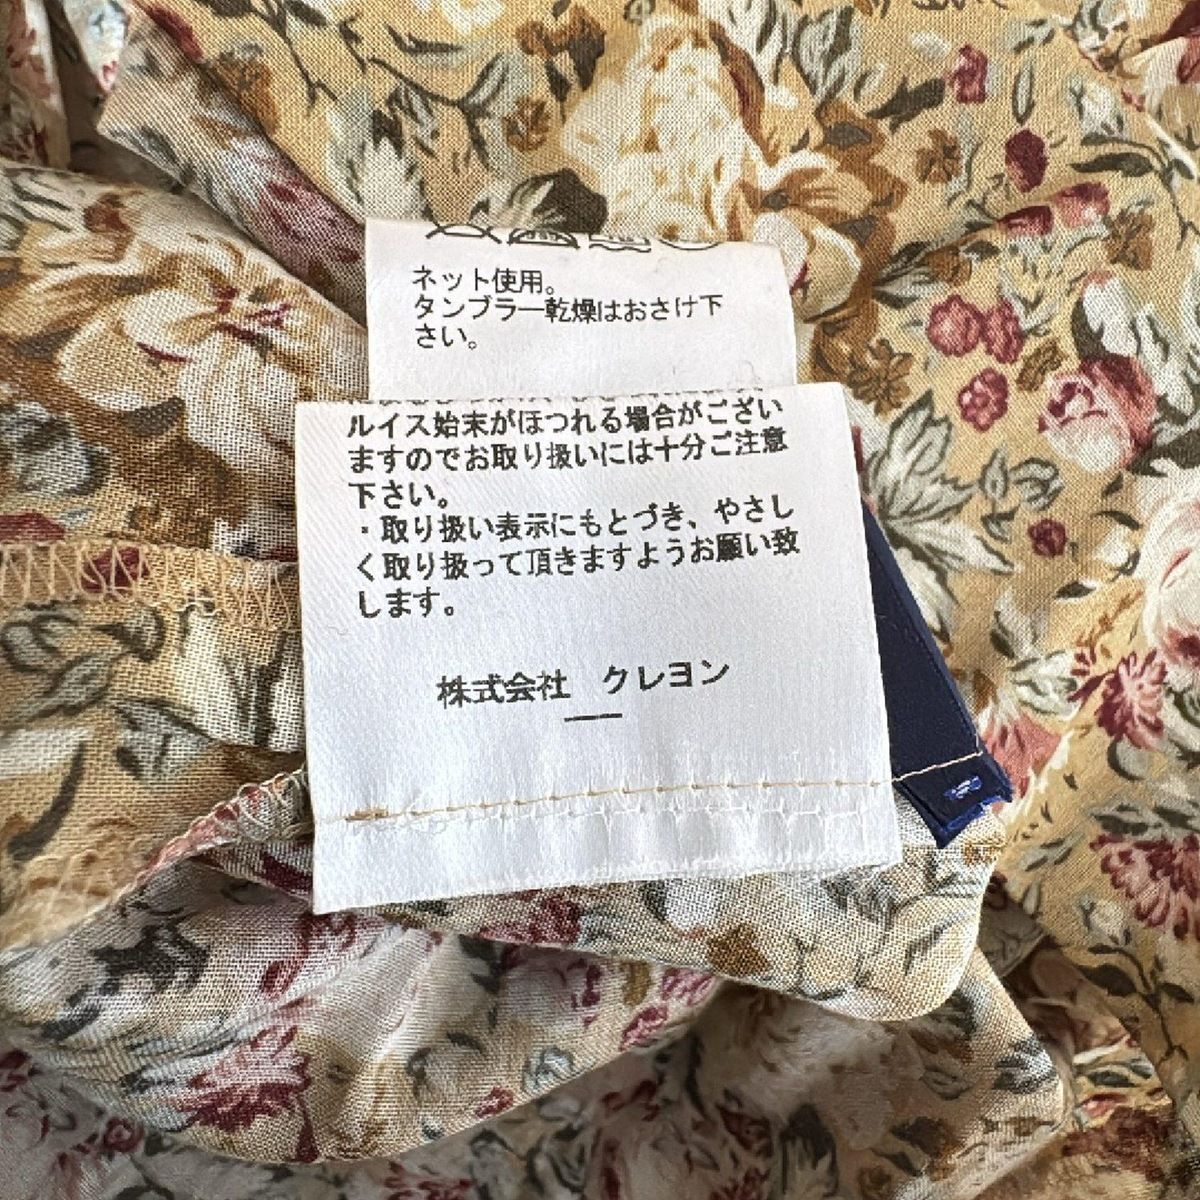 ネット使用。
タンブラー乾燥はおさけ下
さい。
ルイス始末がほつれる場合がござい
ますのでお取り扱いには十分ご注意
下さい。
・取り扱い表示にもとづき、やさし
く取り扱って頂きますようお願い致
します。
株式会社　クレヨン